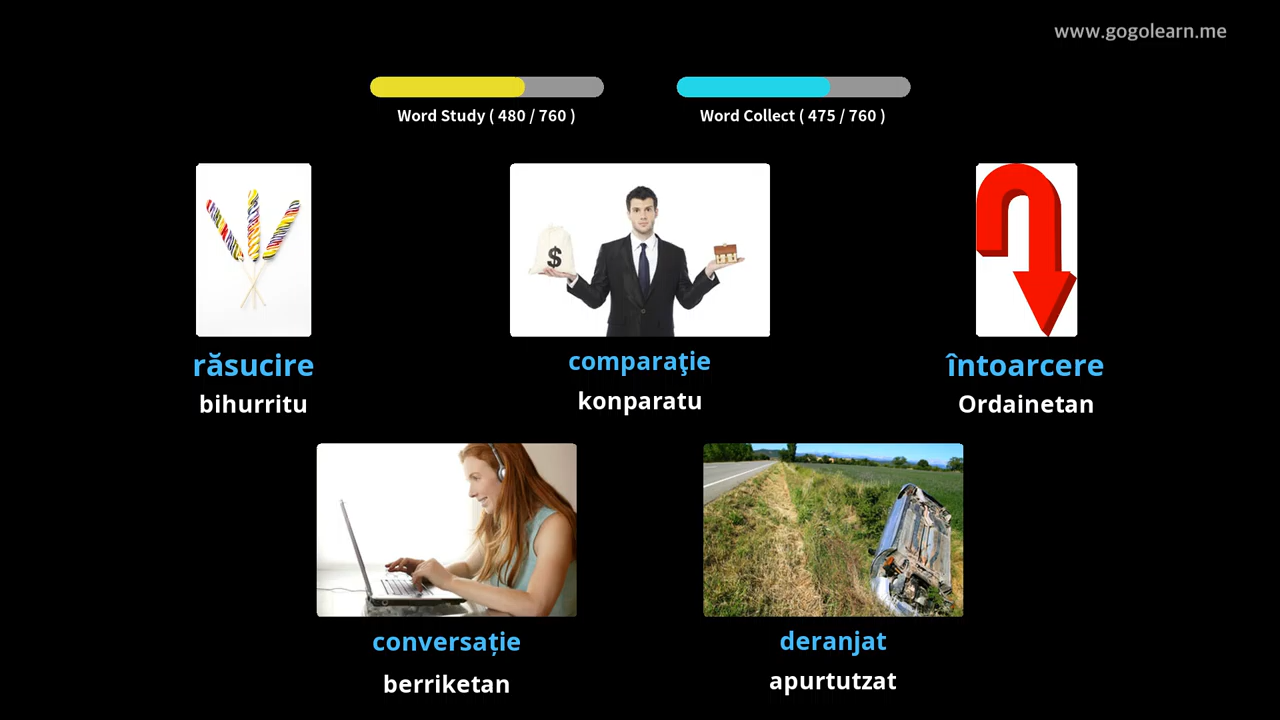 www.gogolearn.me
Word Study ( 480 / 760 )
Word Collect ( 475 / 760 )
$
răsucire
comparaţie
întoarcere
bihurritu
konparatu
Ordainetan
conversație
deranjat
berriketan
apurtutzat